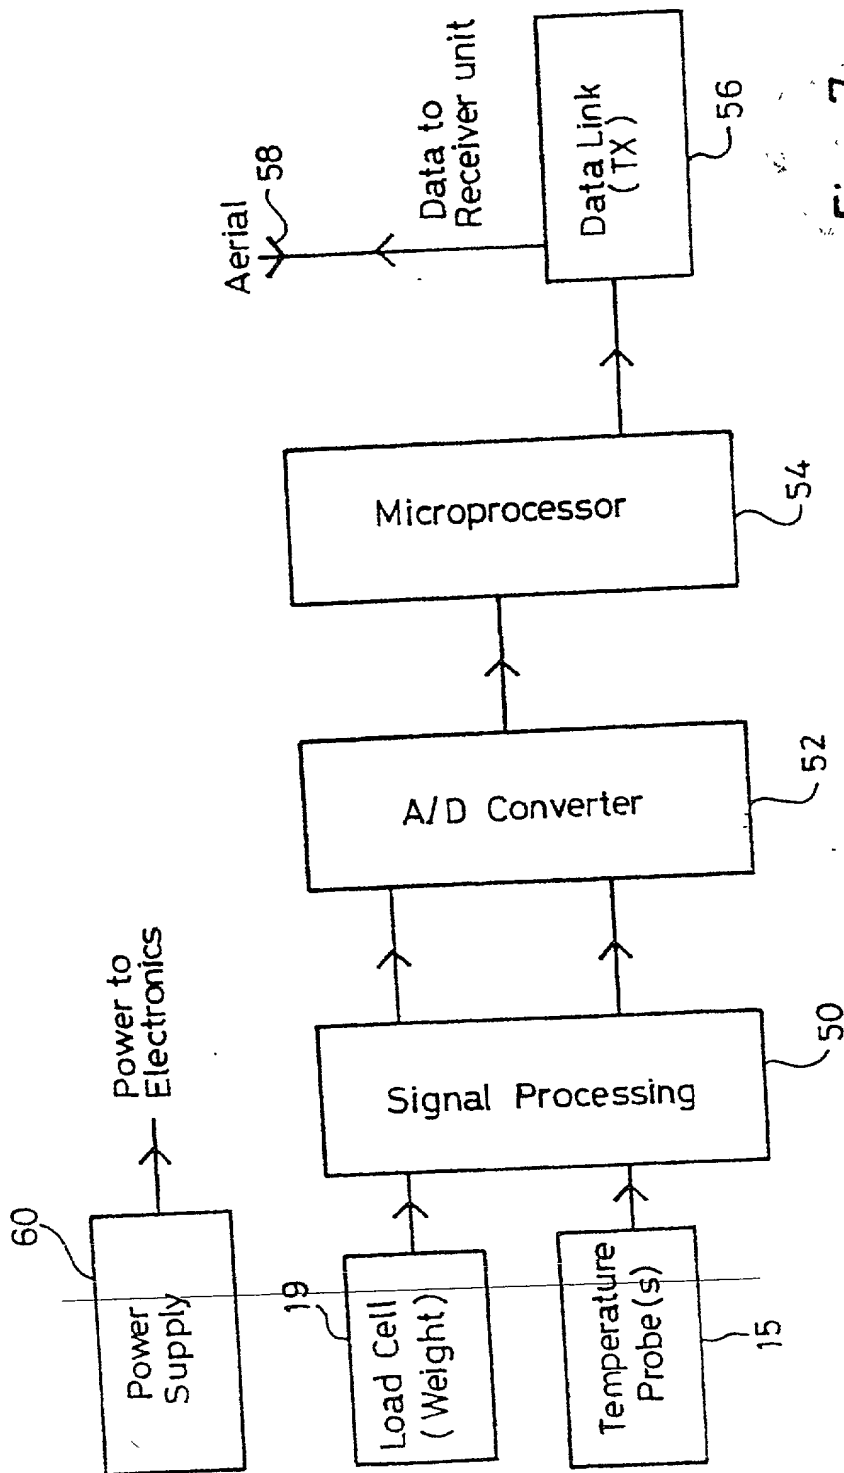 60
Power
Supply
Power to
Electronics
19
Load Cell
(Weight)
Temperature
Probe(s)
15
Signal Processing
50
A/D Converter
52
Microprocessor
54
Aerial
58
Data to
Receiver unit
Data Link
(TX)
56